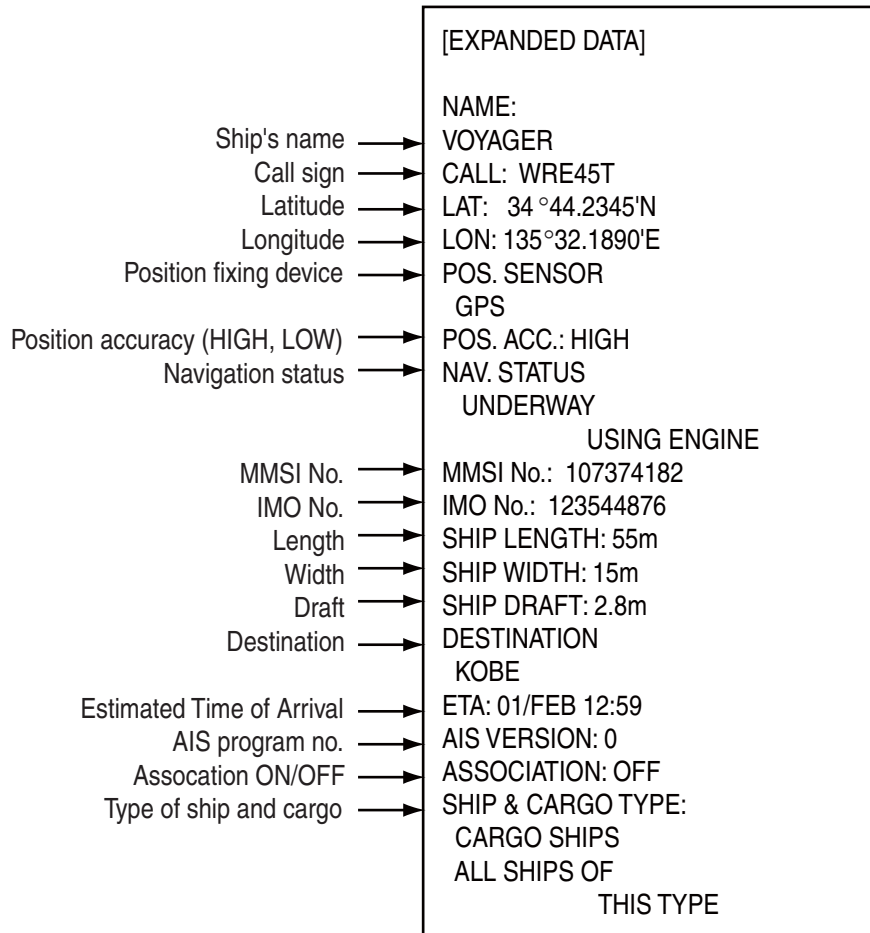 [EXPANDED DATA]
NAME:
Ship's name VOYAGER
Call sign CALL: WRE45T
Latitude LAT: 34°44.2345'N
Longitude LON: 135°32.1890'E
Position fixing device POS. SENSOR
GPS
Position accuracy (HIGH, LOW) POS. ACC.: HIGH
Navigation status NAV. STATUS
UNDERWAY
USING ENGINE
MMSI No. MMSI No.: 107374182
IMO No. IMO No.: 123544876
Length SHIP LENGTH: 55m
Width SHIP WIDTH: 15m
Draft SHIP DRAFT: 2.8m
Destination DESTINATION
KOBE
Estimated Time of Arrival ETA: 01/FEB 12:59
AIS program no. AIS VERSION: 0
Assocation ON/OFF ASSOCIATION: OFF
Type of ship and cargo SHIP & CARGO TYPE:
CARGO SHIPS
ALL SHIPS OF
THIS TYPE